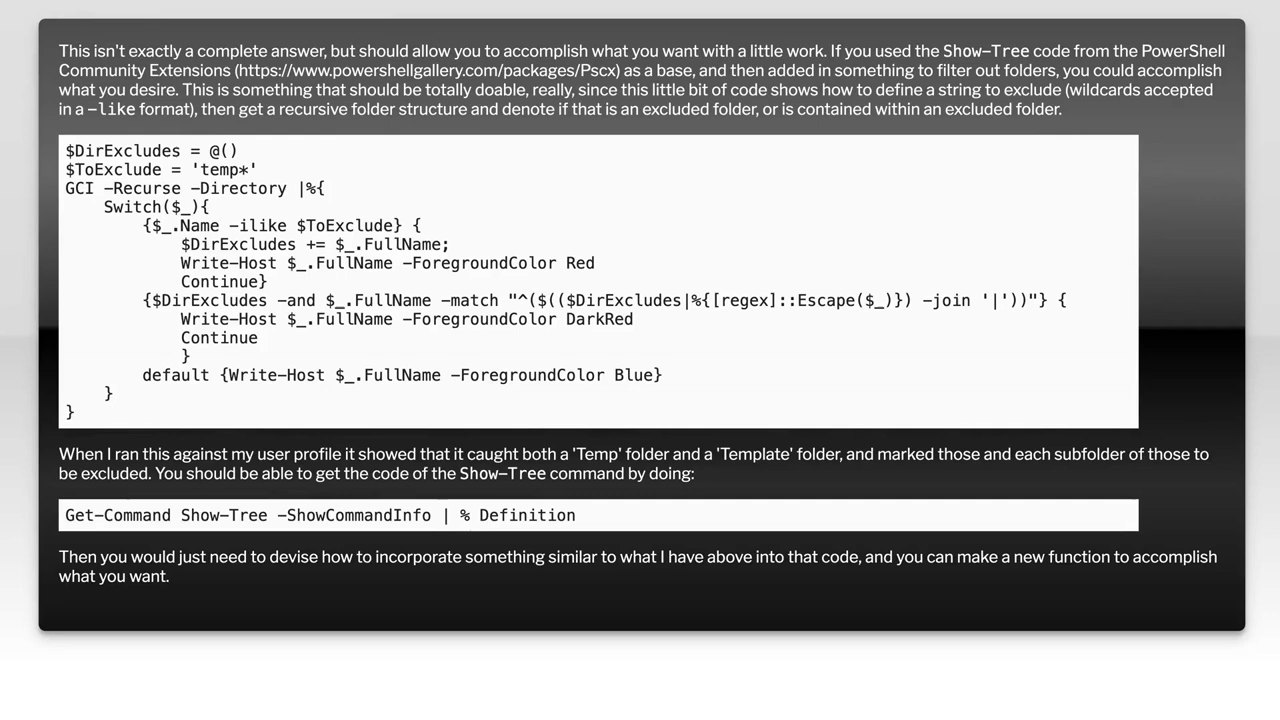 This isn't exactly a complete answer, but should allow you to accomplish what you want with a little work. If you used the Show-Tree code from the PowerShell
Community Extensions (https://www.powershellgallery.com/packages/Pscx) as a base, and then added in something to filter out folders, you could accomplish
what you desire. This is something that should be totally doable, really, since this little bit of code shows how to define a string to exclude (wildcards accepted
in a -like format), then get a recursive folder structure and denote if that is an excluded folder, or is contained within an excluded folder.
$DirExcludes = @()
$ToExclude = 'temp*'
GCI -Recurse -Directory |%{
    Switch($_){
        {$_.Name -ilike $ToExclude} {
            $DirExcludes += $_.FullName;
            Write-Host $_.FullName -ForegroundColor Red
            Continue}
        {$DirExcludes -and $_.FullName -match "^($(($DirExcludes|%{[regex]::Escape($_)}) -join '|'))"} {
            Write-Host $_.FullName -ForegroundColor DarkRed
            Continue
            }
        default {Write-Host $_.FullName -ForegroundColor Blue}
    }
}
When I ran this against my user profile it showed that it caught both a 'Temp' folder and a 'Template' folder, and marked those and each subfolder of those to
be excluded. You should be able to get the code of the Show-Tree command by doing:
Get-Command Show-Tree -ShowCommandInfo | % Definition
Then you would just need to devise how to incorporate something similar to what I have above into that code, and you can make a new function to accomplish
what you want.